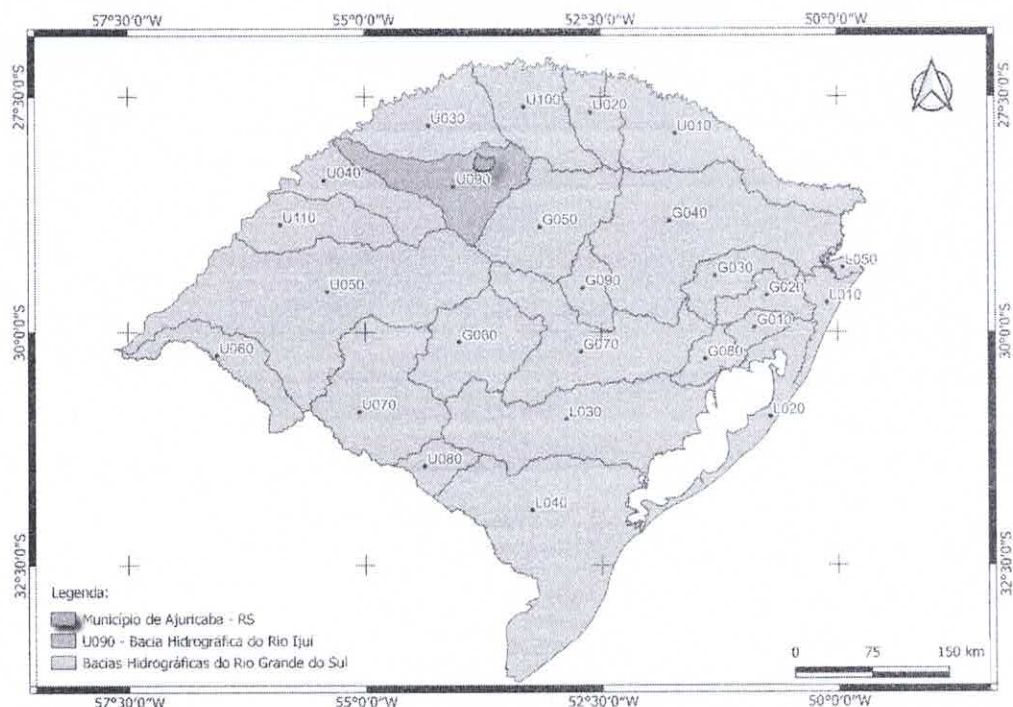 57°30'0"W 55°00'0"W 52°30'0"W 50°0'0"W
27°30'0"S 27°30'0"S
U100 U020
U030 U010
U040 U090
U110 G050 G040
G030 L050
U050 G090 G020 L010
G010
30°0'0"S 30°0'0"S
U060 G060 G070 G080
U070 L030 L020
U080
L040
32°30'0"S 32°30'0"S
Legenda:
Município de Ajuricaba - RS
U090 - Bacia Hidrográfica do Rio Ijuí
Bacias Hidrográficas do Rio Grande do Sul
0 75 150 km
57°30'0"W 55°00'0"W 52°30'0"W 50°0'0"W